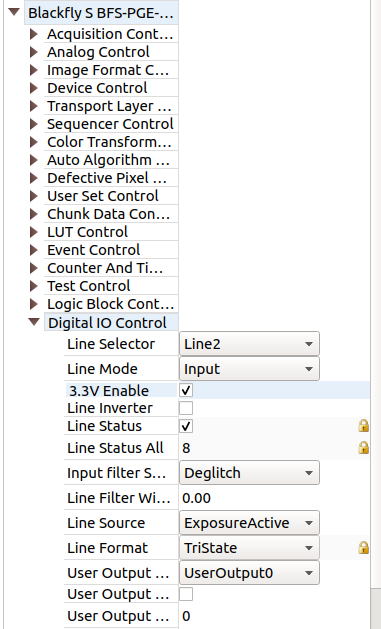 Blackfly S BFS-PGE-...
Acquisition Cont...
Analog Control
Image Format C...
Device Control
Transport Layer ...
Sequencer Control
Color Transform...
Auto Algorithm ...
Defective Pixel ...
User Set Control
Chunk Data Con...
LUT Control
Event Control
Counter And Ti...
Test Control
Logic Block Cont...
Digital IO Control
Line Selector Line2
Line Mode Input
3.3V Enable
Line Inverter
Line Status
Line Status All 8
Input filter S... Deglitch
Line Filter Wi... 0.00
Line Source ExposureActive
Line Format TriState
User Output ... UserOutput0
User Output ...
User Output ... 0